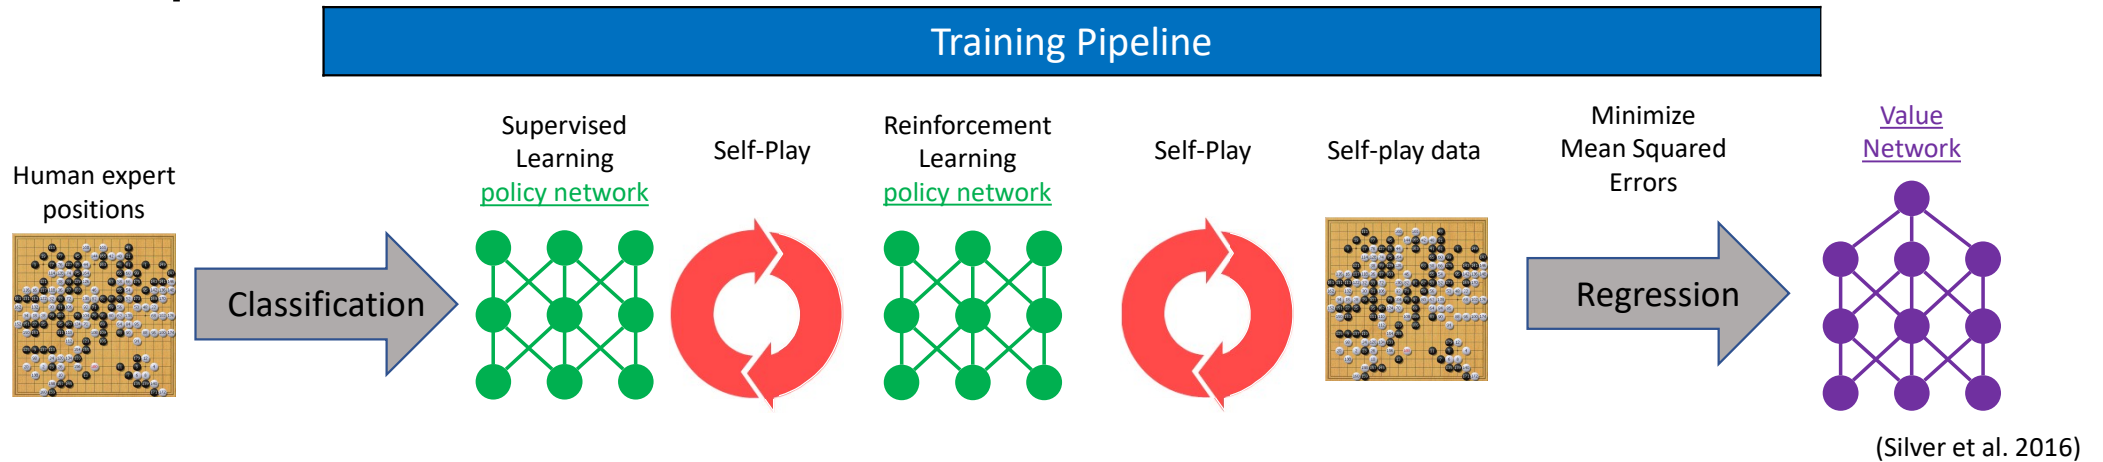 Training Pipeline
Human expert
positions
Classification
Supervised
Learning
policy network
Self-Play
Reinforcement
Learning
policy network
Self-Play
Self-play data
Minimize
Mean Squared
Errors
Regression
Value
Network
(Silver et al. 2016)